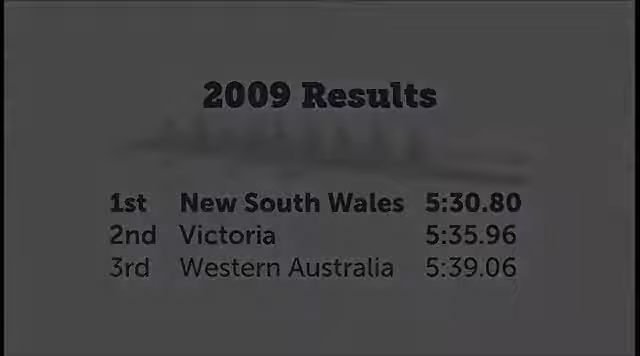 2009 Results
1st New South Wales 5:30.80
2nd Victoria 5:35.96
3rd Western Australia 5:39.06